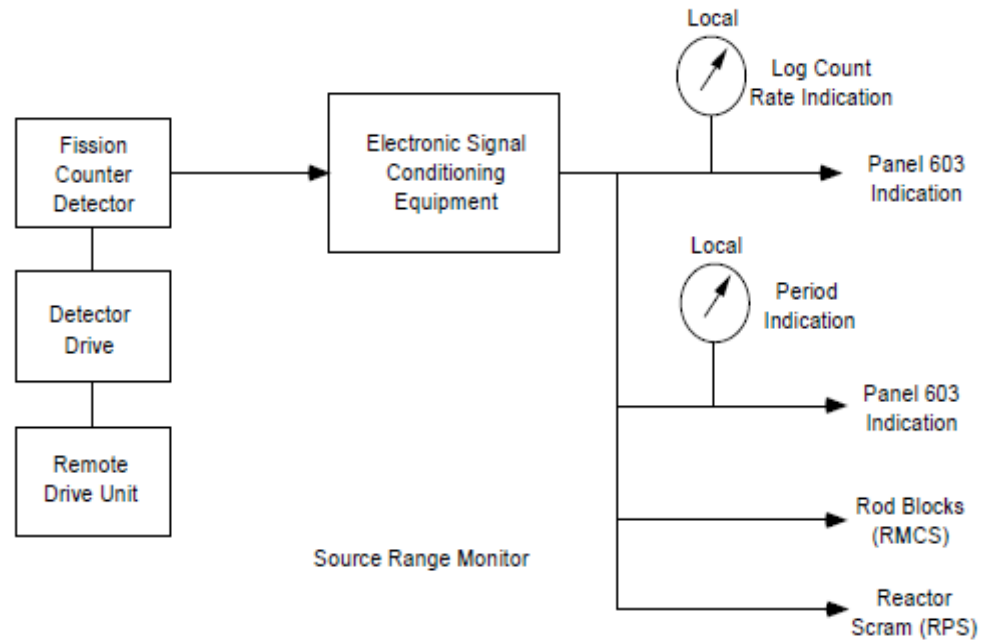 Fission
Counter
Detector
Detector
Drive
Remote
Drive Unit
Electronic Signal
Conditioning
Equipment
Local
Log Count
Rate Indication
Panel 603
Indication
Local
Period
Indication
Panel 603
Indication
Rod Blocks
(RMCS)
Reactor
Scram (RPS)
Source Range Monitor